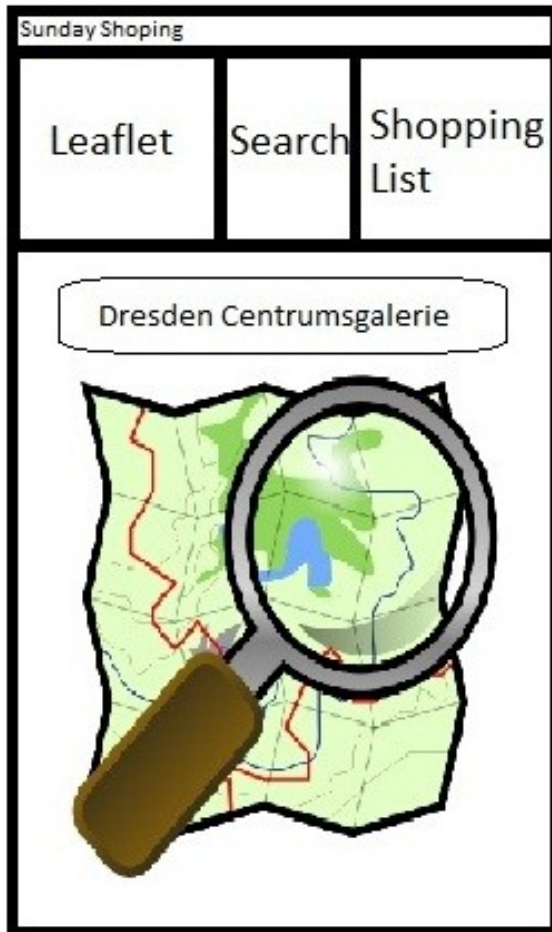 Sunday Shoping
Leaflet
Search
Shopping
List
Dresden Centrumsgalerie